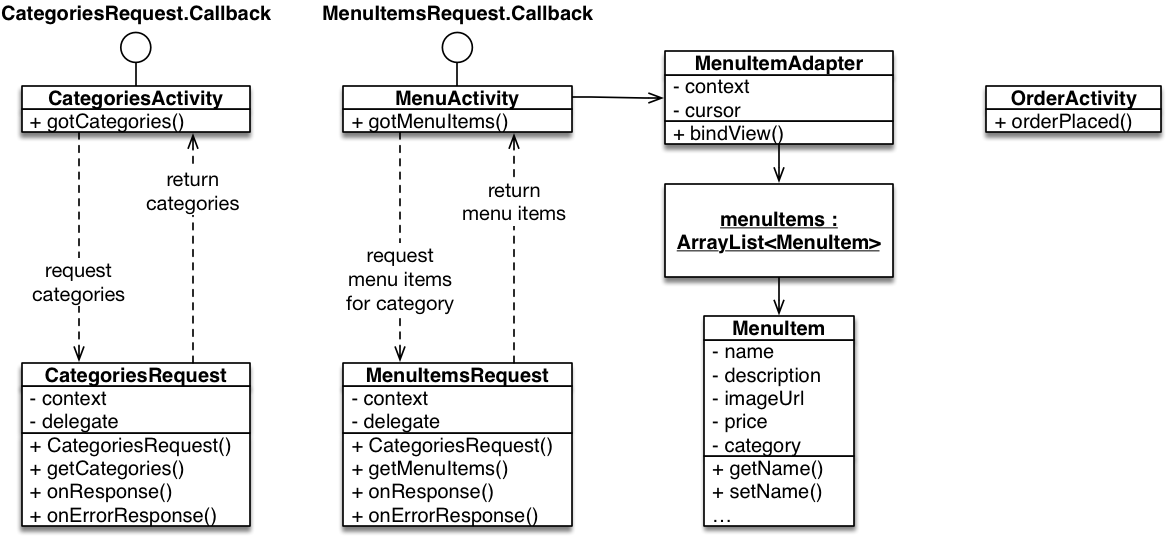 CategoriesRequest.Callback
CategoriesActivity
+ gotCategories()
return
categories
request
categories
CategoriesRequest
- context
- delegate
+ CategoriesRequest()
+ getCategories()
+ onResponse()
+ onErrorResponse()
MenuItemsRequest.Callback
MenuActivity
+ gotMenuItems()
return
menu items
request
menu items
for category
MenuItemsRequest
- context
- delegate
+ CategoriesRequest()
+ getMenuItems()
+ onResponse()
+ onErrorResponse()
MenuItemAdapter
- context
- cursor
+ bindView()
menuItems :
ArrayList<MenuItem>
MenuItem
- name
- description
- imageUrl
- price
- category
+ getName()
+ setName()
...
OrderActivity
+ orderPlaced()